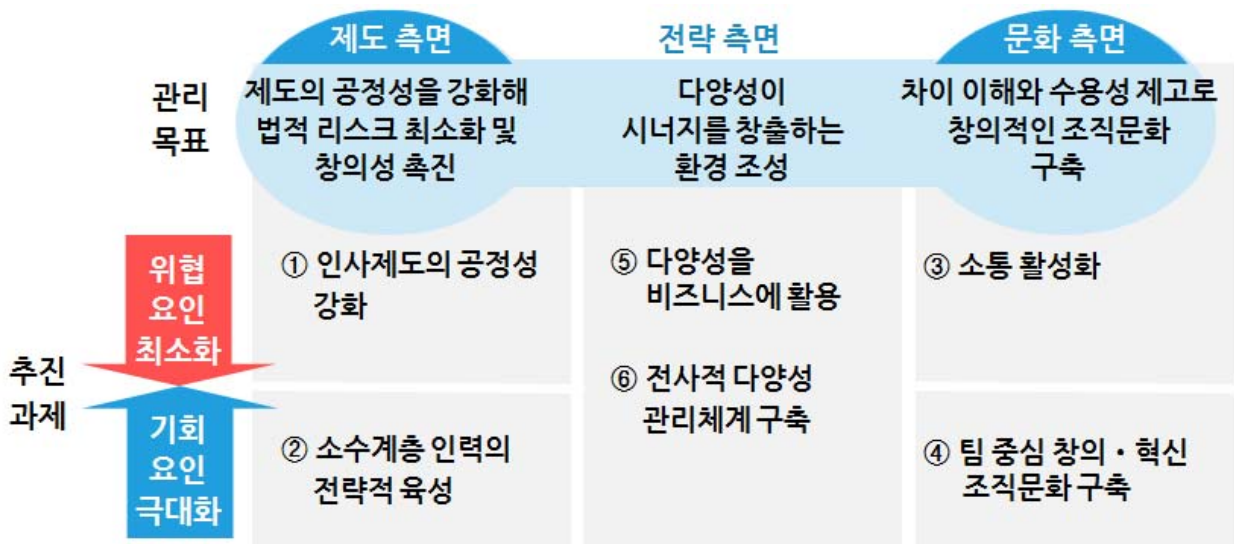 제도 측면
전략 측면
문화 측면
관리
목표
제도의 공정성을 강화해
법적 리스크 최소화 및
창의성 촉진
다양성이
시너지를 창출하는
환경 조성
차이 이해와 수용성 제고로
창의적인 조직문화
구축
추진
과제
위협
요인
최소화
① 인사제도의 공정성
강화
⑤ 다양성을
비즈니스에 활용
③ 소통 활성화
⑥ 전사적 다양성
관리체계 구축
기회
요인
극대화
② 소수계층 인력의
전략적 육성
④ 팀 중심 창의・혁신
조직문화 구축